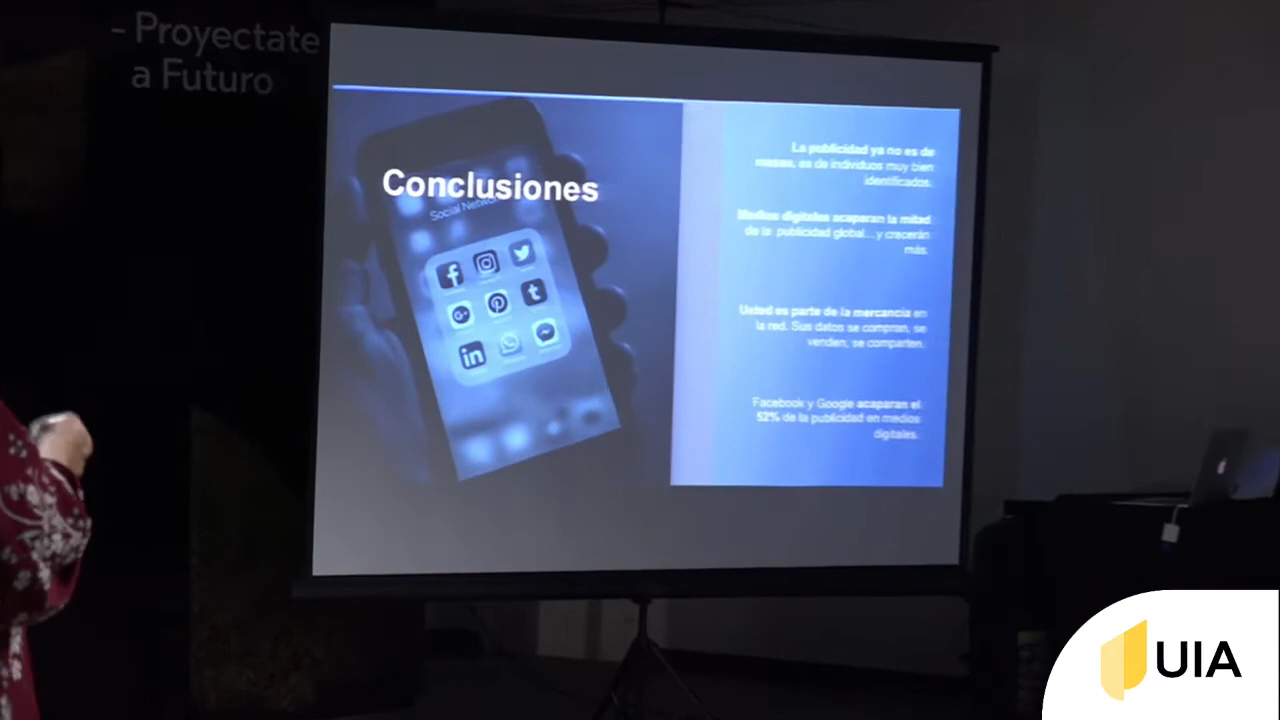 - Proyectate
a Futuro
Conclusiones
Social Netwo
La publicidad ya no es de
masas, es de individuos muy bien
identificados.
Medios digitales acaparan la mitad
de la publicidad global...y crecerán
más.
Usted es parte de la mercancía en
la red. Sus datos se compran, se
venden, se comparten.
Facebook y Google acaparan el
52% de la publicidad en medios
digitales.
UIA